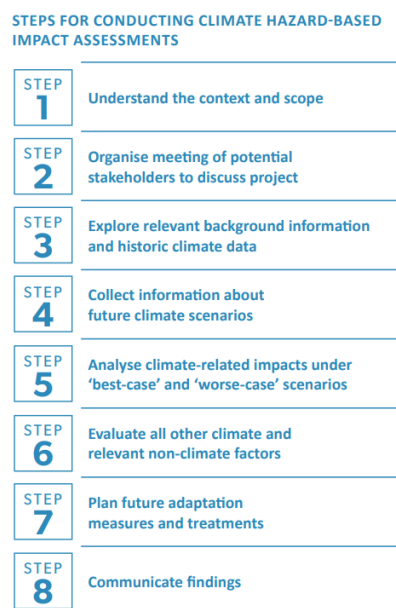 STEPS FOR CONDUCTING CLIMATE HAZARD-BASED
IMPACT ASSESSMENTS
STEP
1
Understand the context and scope
STEP
2
Organise meeting of potential
stakeholders to discuss project
STEP
3
Explore relevant background information
and historic climate data
STEP
4
Collect information about
future climate scenarios
STEP
5
Analyse climate-related impacts under
‘best-case’ and ‘worse-case’ scenarios
STEP
6
Evaluate all other climate and
relevant non-climate factors
STEP
7
Plan future adaptation
measures and treatments
STEP
8
Communicate findings